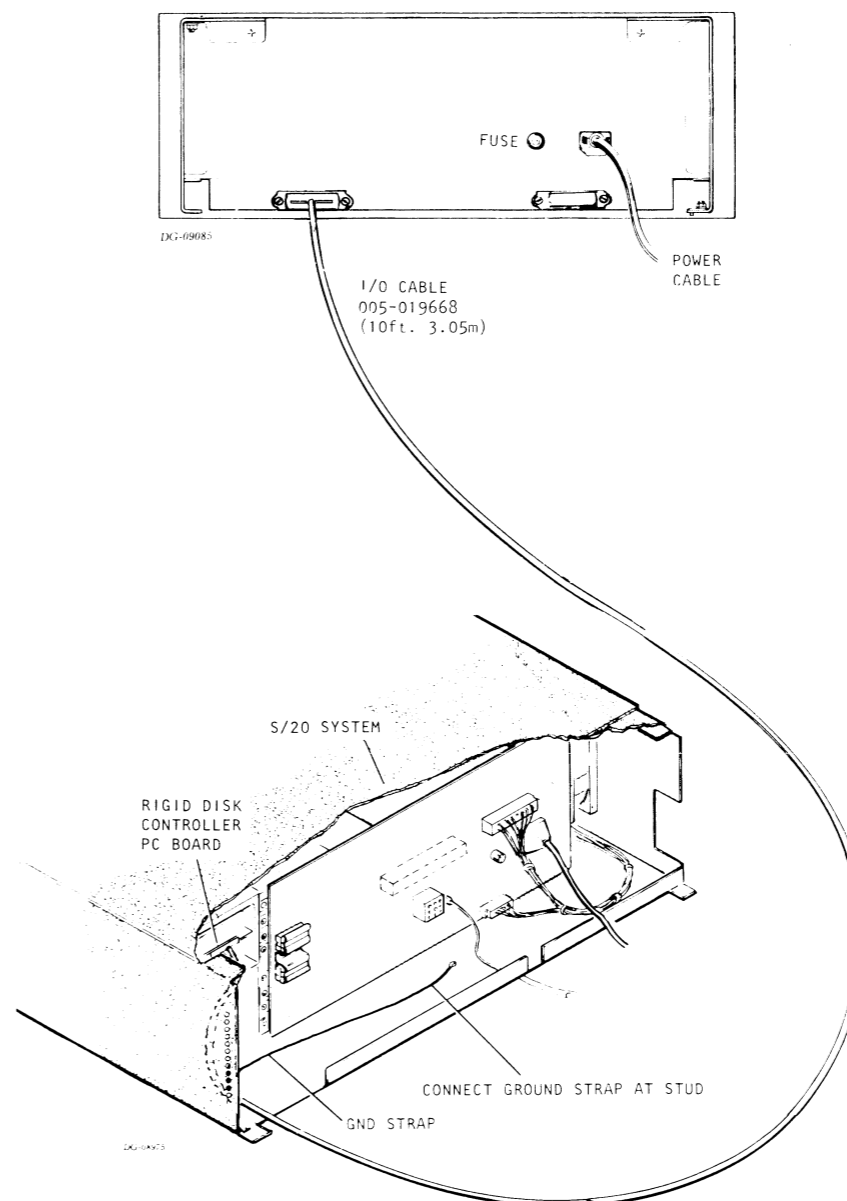 FUSE
DG-09085
POWER
CABLE
I/O CABLE
005-019668
(10ft. 3.05m)
S/20 SYSTEM
RIGID DISK
CONTROLLER
PC BOARD
CONNECT GROUND STRAP AT STUD
GND STRAP